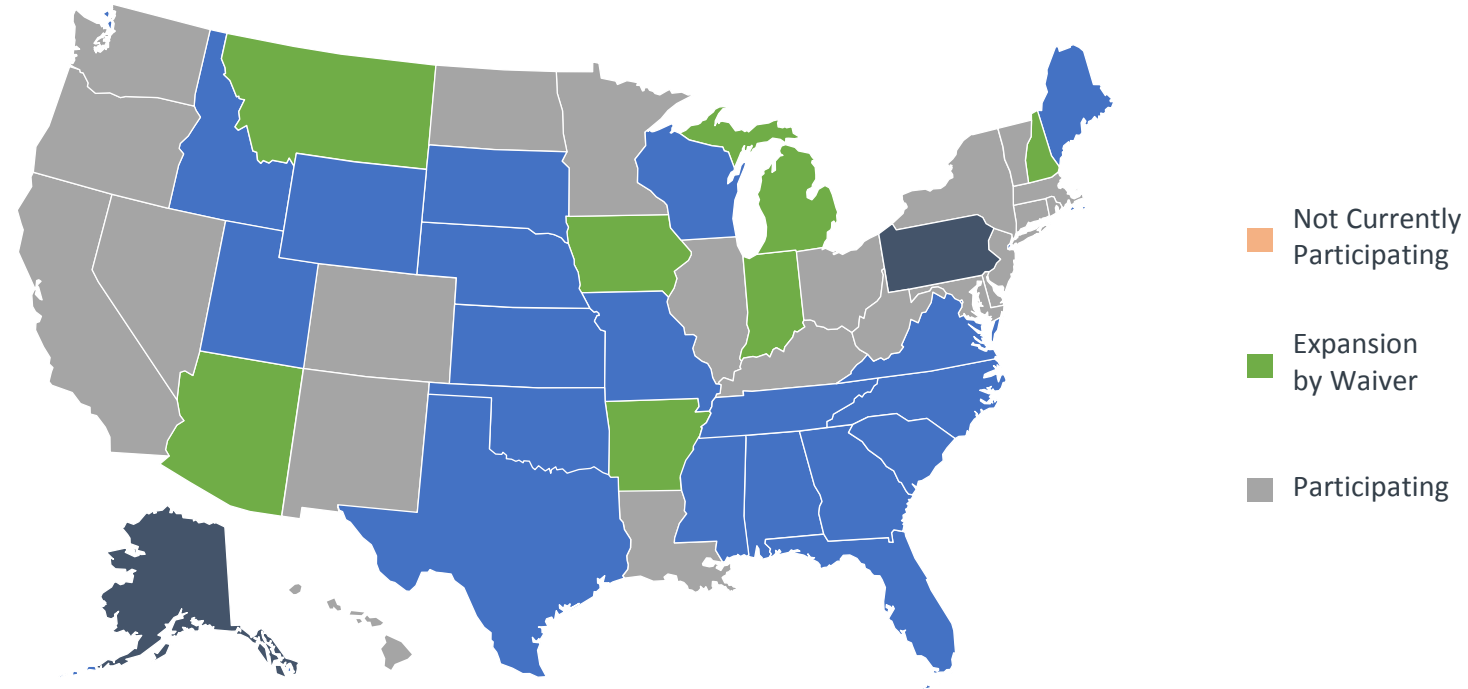 Not Currently
Participating
Expansion
by Waiver
Participating